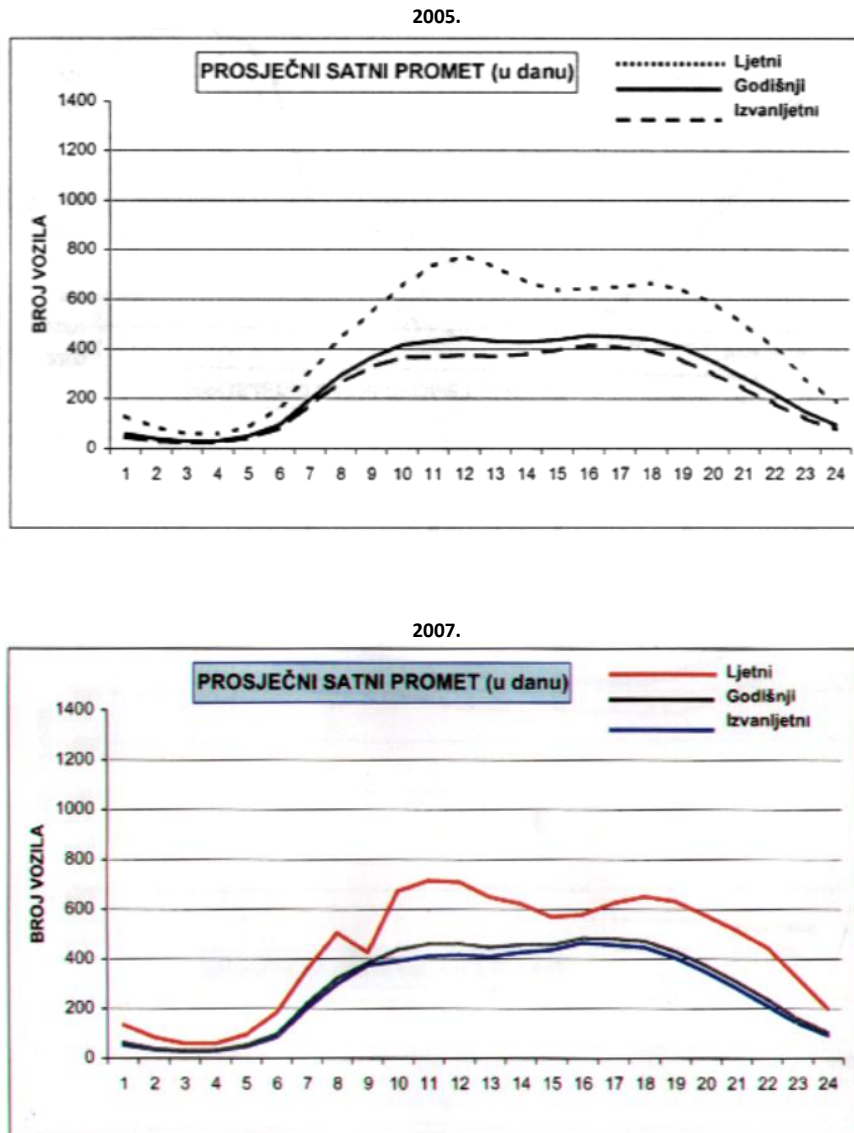 2005.
PROSJEČNI SATNI PROMET (u danu)
Ljetni
Godišnji
Izvanljetni
BROJ VOZILA
1400
1200
1000
800
600
400
200
0
1 2 3 4 5 6 7 8 9 10 11 12 13 14 15 16 17 18 19 20 21 22 23 24
2007.
PROSJEČNI SATNI PROMET (u danu)
Ljetni
Godišnji
Izvanljetni
BROJ VOZILA
1400
1200
1000
800
600
400
200
0
1 2 3 4 5 6 7 8 9 10 11 12 13 14 15 16 17 18 19 20 21 22 23 24